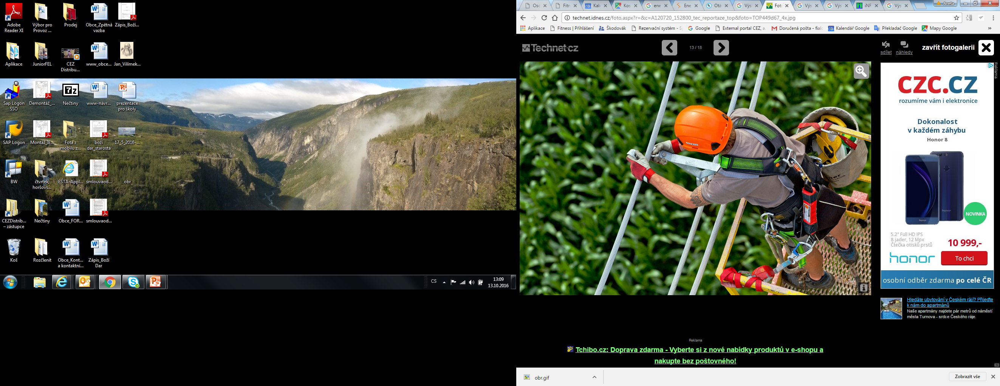 Adobe
Reader XI
Výbor pro
Provoz ...
Prodej
Obce_Zpětná
vazba
Zápis_Boží...
Aplikace
JuniorFEL
CEZ
Distribu...
www_obce...
Jan_Vilímek...
Sap Logon
SSO
Demontáž_...
Nečtiny
www-návr...
prezentace
pro školy
SAP Logon
Montáž_IE...
Fotá z
mobilu z...
boží
dar_starosta
17_5_2016-...
BW
čtvrtek,
horšovs...
ESTA-Appl...
smlouvaod...
obr
CEZDistrib...
– zástupce
Nečtiny
Obce_FOR...
smlouvaod...
Koš
Rozčlenit
Obce_Kont...
a kontaktní...
Zápis_Boží
Dar
CS
13:09
13.10.2016
Oso
Fitn
Kale
Kos
ene
Ene
Otá
Výs
Foto
Výs
Výs
iNF
Výs
Aneta
technet.idnes.cz/foto.aspx?r=&c=A120720_152800_tec_reportaze_top&foto=TOP449d67_4x.jpg
Aplikace
Fitness | Přihlášení
Škodovák
Rezervační systém - S
Google
External portal CEZ, a.
Doručená pošta - fialo
Kalendář Google
Překladač Google
Mapy Google
»
Technet.cz
13 / 18
sdílet
náhledy
zavřít fotogalerii
Reklama
CZC.CZ
rozumíme vám i elektronice
Dokonalost
v každém záhybu
Honor 8
honor
NOVINKA
5.2" Full HD IPS
8 jader, 12 Mpx
Čtečka otisků prstů
10 999,-
honor
To chci
osobní odběr zdarma po celé ČR
Hledáte ubytování v Českém ráji? Přijeďte
k nám do apartmánů
Naše apartmány najdete pár metrů od náměstí
města Turnova - srdce Českého ráje.
Reklama
Tchibo.cz: Doprava zdarma - Vyberte si z nové nabídky produktů v e-shopu a
nakupte bez poštovného!
obr.gif
Zobrazit vše